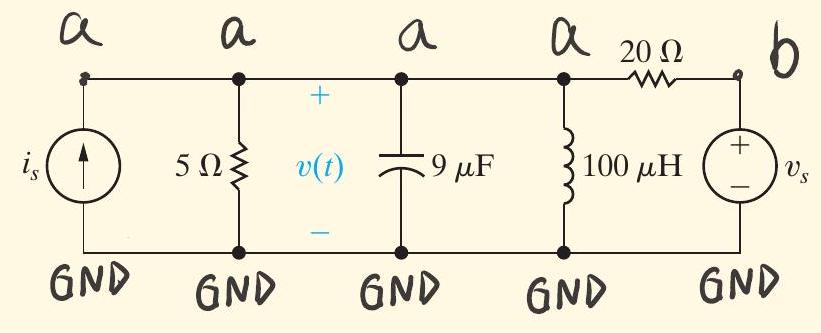 a a a a 20 Ω b
+
i_s 5 Ω v(t) 9 μF 100 μH + − v_s
−
GND GND GND GND GND